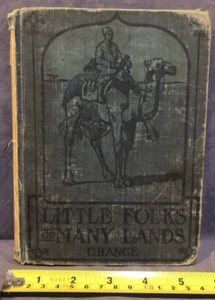 LITTLE FOLKS
OF MANY LANDS
CHANCE
1 2 3 4 5